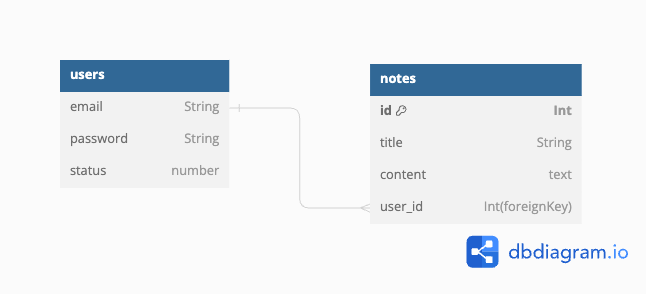 users
email String
password String
status number
notes
id Int
title String
content text
user_id Int(foreignKey)
dbdiagram.io